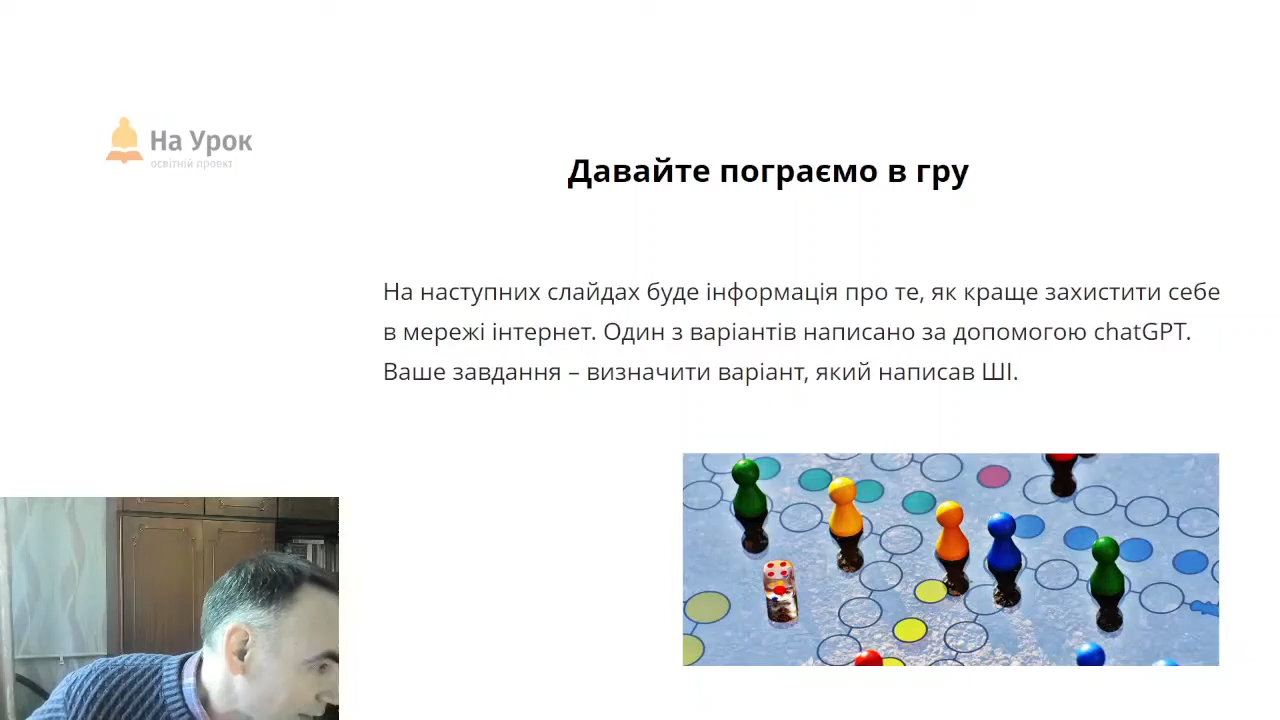 На Урок
освітній проект
Давайте пограємо в гру
На наступних слайдах буде інформація про те, як краще захистити себе
в мережі інтернет. Один з варіантів написано за допомогою chatGPT.
Ваше завдання – визначити варіант, який написав ШІ.